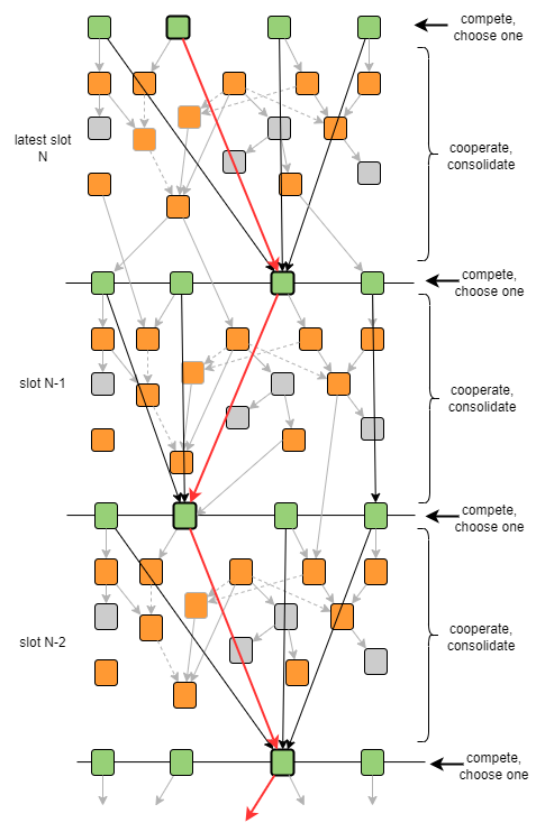 compete,
choose one
latest slot
N
cooperate,
consolidate
compete,
choose one
slot N-1
cooperate,
consolidate
compete,
choose one
slot N-2
cooperate,
consolidate
compete,
choose one